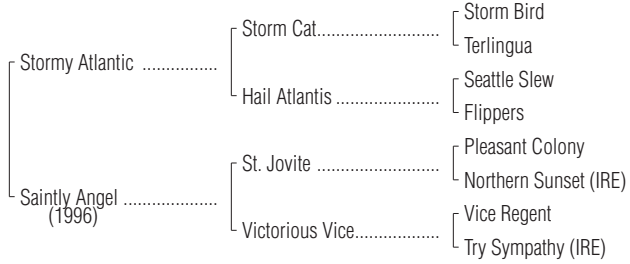 Storm Bird
Storm Cat....................
Terlingua
Stormy Atlantic ...............
Seattle Slew
Hail Atlantis .....................
Flippers
Pleasant Colony
St. Jovite ........................
Northern Sunset (IRE)
Saintly Angel ..................
(1996)
Vice Regent
Victorious Vice.................
Try Sympathy (IRE)